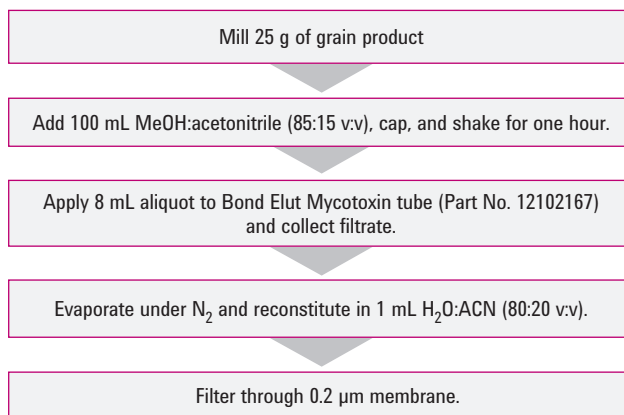 Mill 25 g of grain product
Add 100 mL MeOH:acetonitrile (85:15 v:v), cap, and shake for one hour.
Apply 8 mL aliquot to Bond Elut Mycotoxin tube (Part No. 12102167)
and collect filtrate.
Evaporate under N₂ and reconstitute in 1 mL H₂O:ACN (80:20 v:v).
Filter through 0.2 µm membrane.